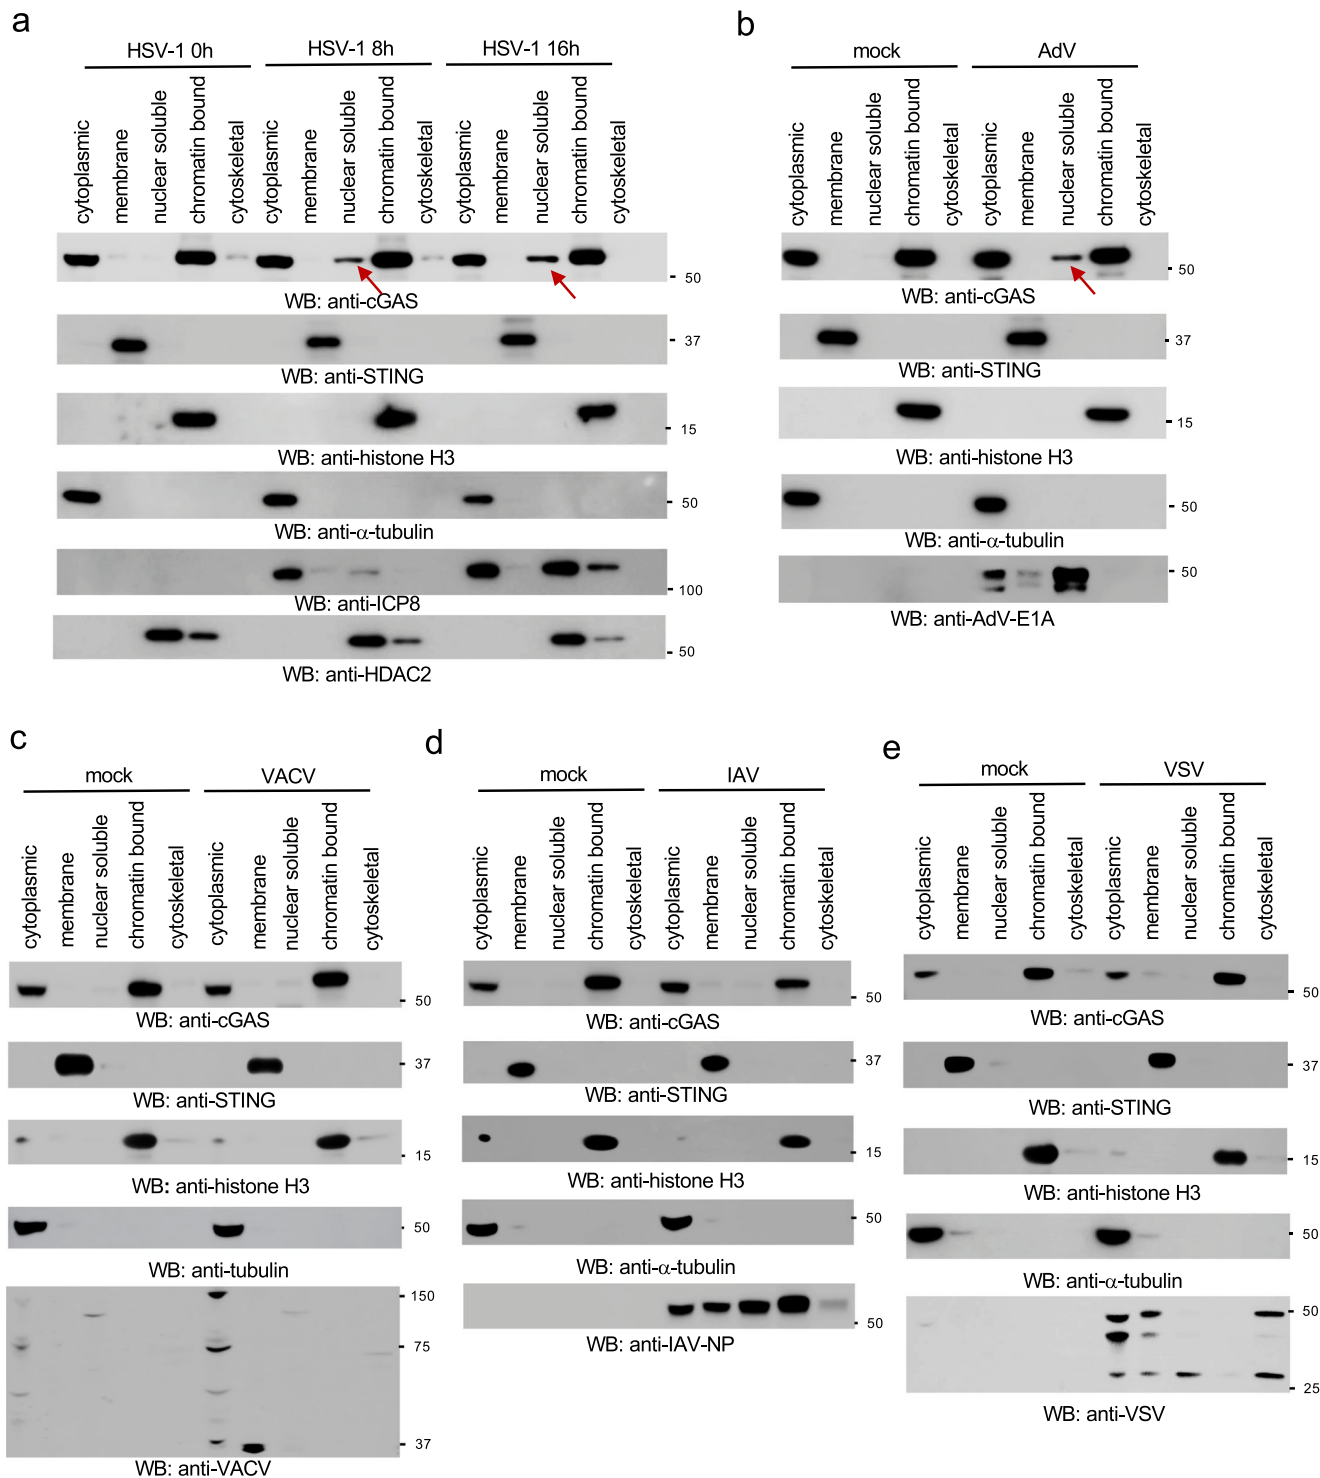 a
HSV-1 0h HSV-1 8h HSV-1 16h
cytoplasmic membrane nuclear soluble chromatin bound cytoskeletal cytoplasmic membrane nuclear soluble chromatin bound cytoskeletal cytoplasmic membrane nuclear soluble chromatin bound cytoskeletal
50
WB: anti-cGAS
37
WB: anti-STING
15
WB: anti-histone H3
50
WB: anti-α-tubulin
100
WB: anti-ICP8
50
WB: anti-HDAC2
b
mock AdV
cytoplasmic membrane nuclear soluble chromatin bound cytoskeletal cytoplasmic membrane nuclear soluble chromatin bound cytoskeletal
50
WB: anti-cGAS
37
WB: anti-STING
15
WB: anti-histone H3
50
WB: anti-α-tubulin
50
WB: anti-AdV-E1A
c
mock VACV
cytoplasmic membrane nuclear soluble chromatin bound cytoskeletal cytoplasmic membrane nuclear soluble chromatin bound cytoskeletal
50
WB: anti-cGAS
37
WB: anti-STING
15
WB: anti-histone H3
50
WB: anti-tubulin
150
75
37
WB: anti-VACV
d
mock IAV
cytoplasmic membrane nuclear soluble chromatin bound cytoskeletal cytoplasmic membrane nuclear soluble chromatin bound cytoskeletal
50
WB: anti-cGAS
37
WB: anti-STING
15
WB: anti-histone H3
50
WB: anti-α-tubulin
50
WB: anti-IAV-NP
e
mock VSV
cytoplasmic membrane nuclear soluble chromatin bound cytoskeletal cytoplasmic membrane nuclear soluble chromatin bound cytoskeletal
50
WB: anti-cGAS
37
WB: anti-STING
15
WB: anti-histone H3
50
WB: anti-α-tubulin
50
25
WB: anti-VSV